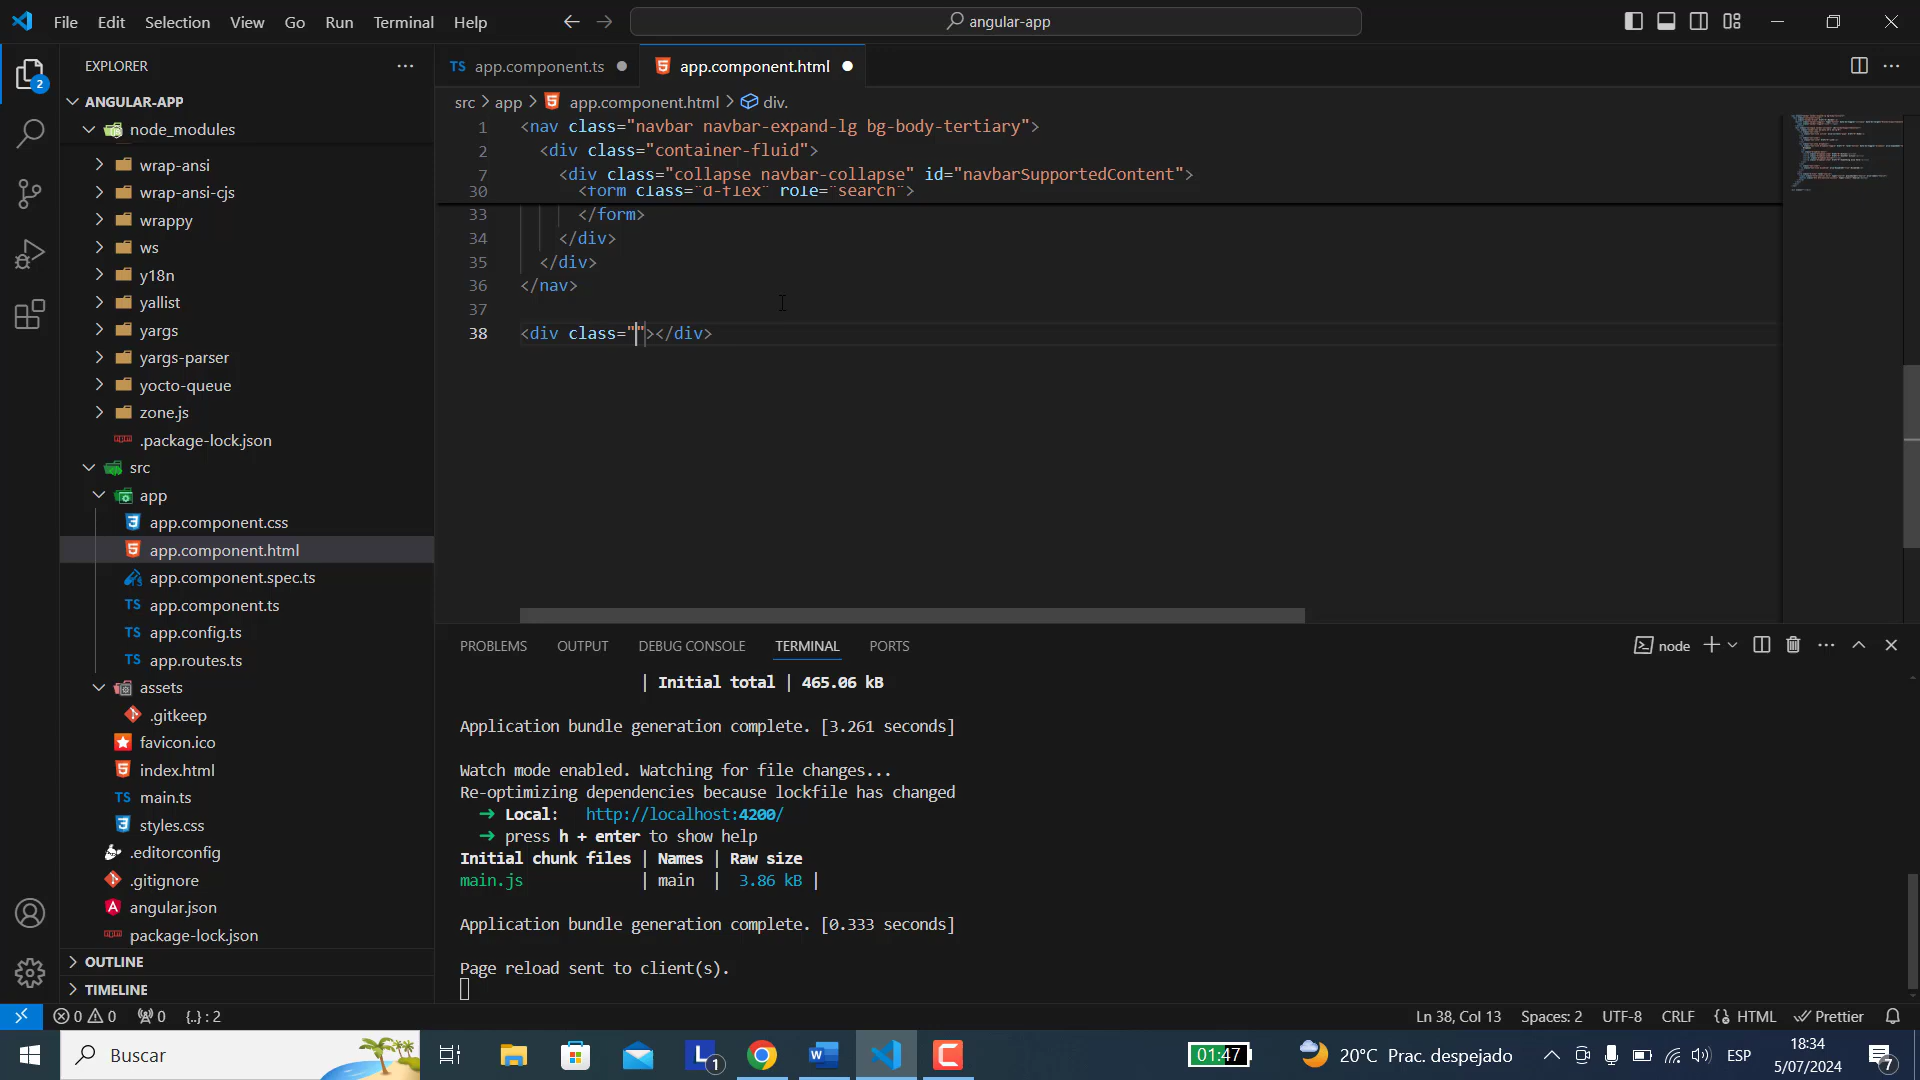 File Edit Selection View Go Run Terminal Help
angular-app
EXPLORER
2
ANGULAR-APP
node_modules
wrap-ansi
wrap-ansi-cjs
wrappy
ws
y18n
yallist
yargs
yargs-parser
yocto-queue
zone.js
.package-lock.json
src
app
app.component.css
app.component.html
app.component.spec.ts
TS app.component.ts
TS app.config.ts
TS app.routes.ts
assets
.gitkeep
favicon.ico
index.html
TS main.ts
styles.css
.editorconfig
.gitignore
angular.json
package-lock.json
OUTLINE
TIMELINE
TS app.component.ts
app.component.html
src > app > app.component.html > div.
1 <nav class="navbar navbar-expand-lg bg-body-tertiary">
2 <div class="container-fluid">
7 <div class="collapse navbar-collapse" id="navbarSupportedContent">
30 <form class="d-flex" role="search">
33 </form>
34 </div>
35 </div>
36 </nav>
37
38 <div class=""></div>
PROBLEMS OUTPUT DEBUG CONSOLE TERMINAL PORTS
node
| Initial total | 465.06 kB
Application bundle generation complete. [3.261 seconds]
Watch mode enabled. Watching for file changes...
Re-optimizing dependencies because lockfile has changed
➜ Local: http://localhost:4200/
➜ press h + enter to show help
Initial chunk files | Names | Raw size
main.js | main | 3.86 kB |
Application bundle generation complete. [0.333 seconds]
Page reload sent to client(s).
0 0 0 {..} : 2
Ln 38, Col 13 Spaces: 2 UTF-8 CRLF HTML Prettier
Buscar
L 1
01:47
20°C Prac. despejado
ESP
18:34
5/07/2024
7